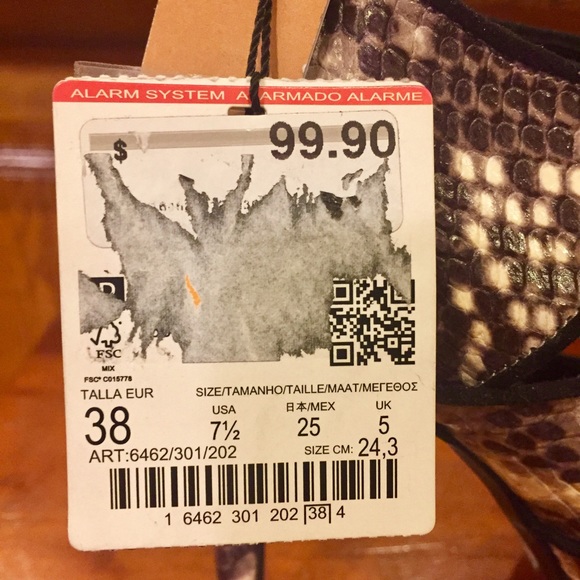 ALARM SYSTEM ALARMADO ALARME
$ 99.90
FSC
MIX
FSC® C015778
TALLA EUR SIZE/TAMANHO/TAILLE/MAAT/ΜΕΓΕΘΟΣ
USA 日本/MEX UK
38 7½ 25 5
ART:6462/301/202 SIZE CM: 24,3
1 6462 301 202 38 4